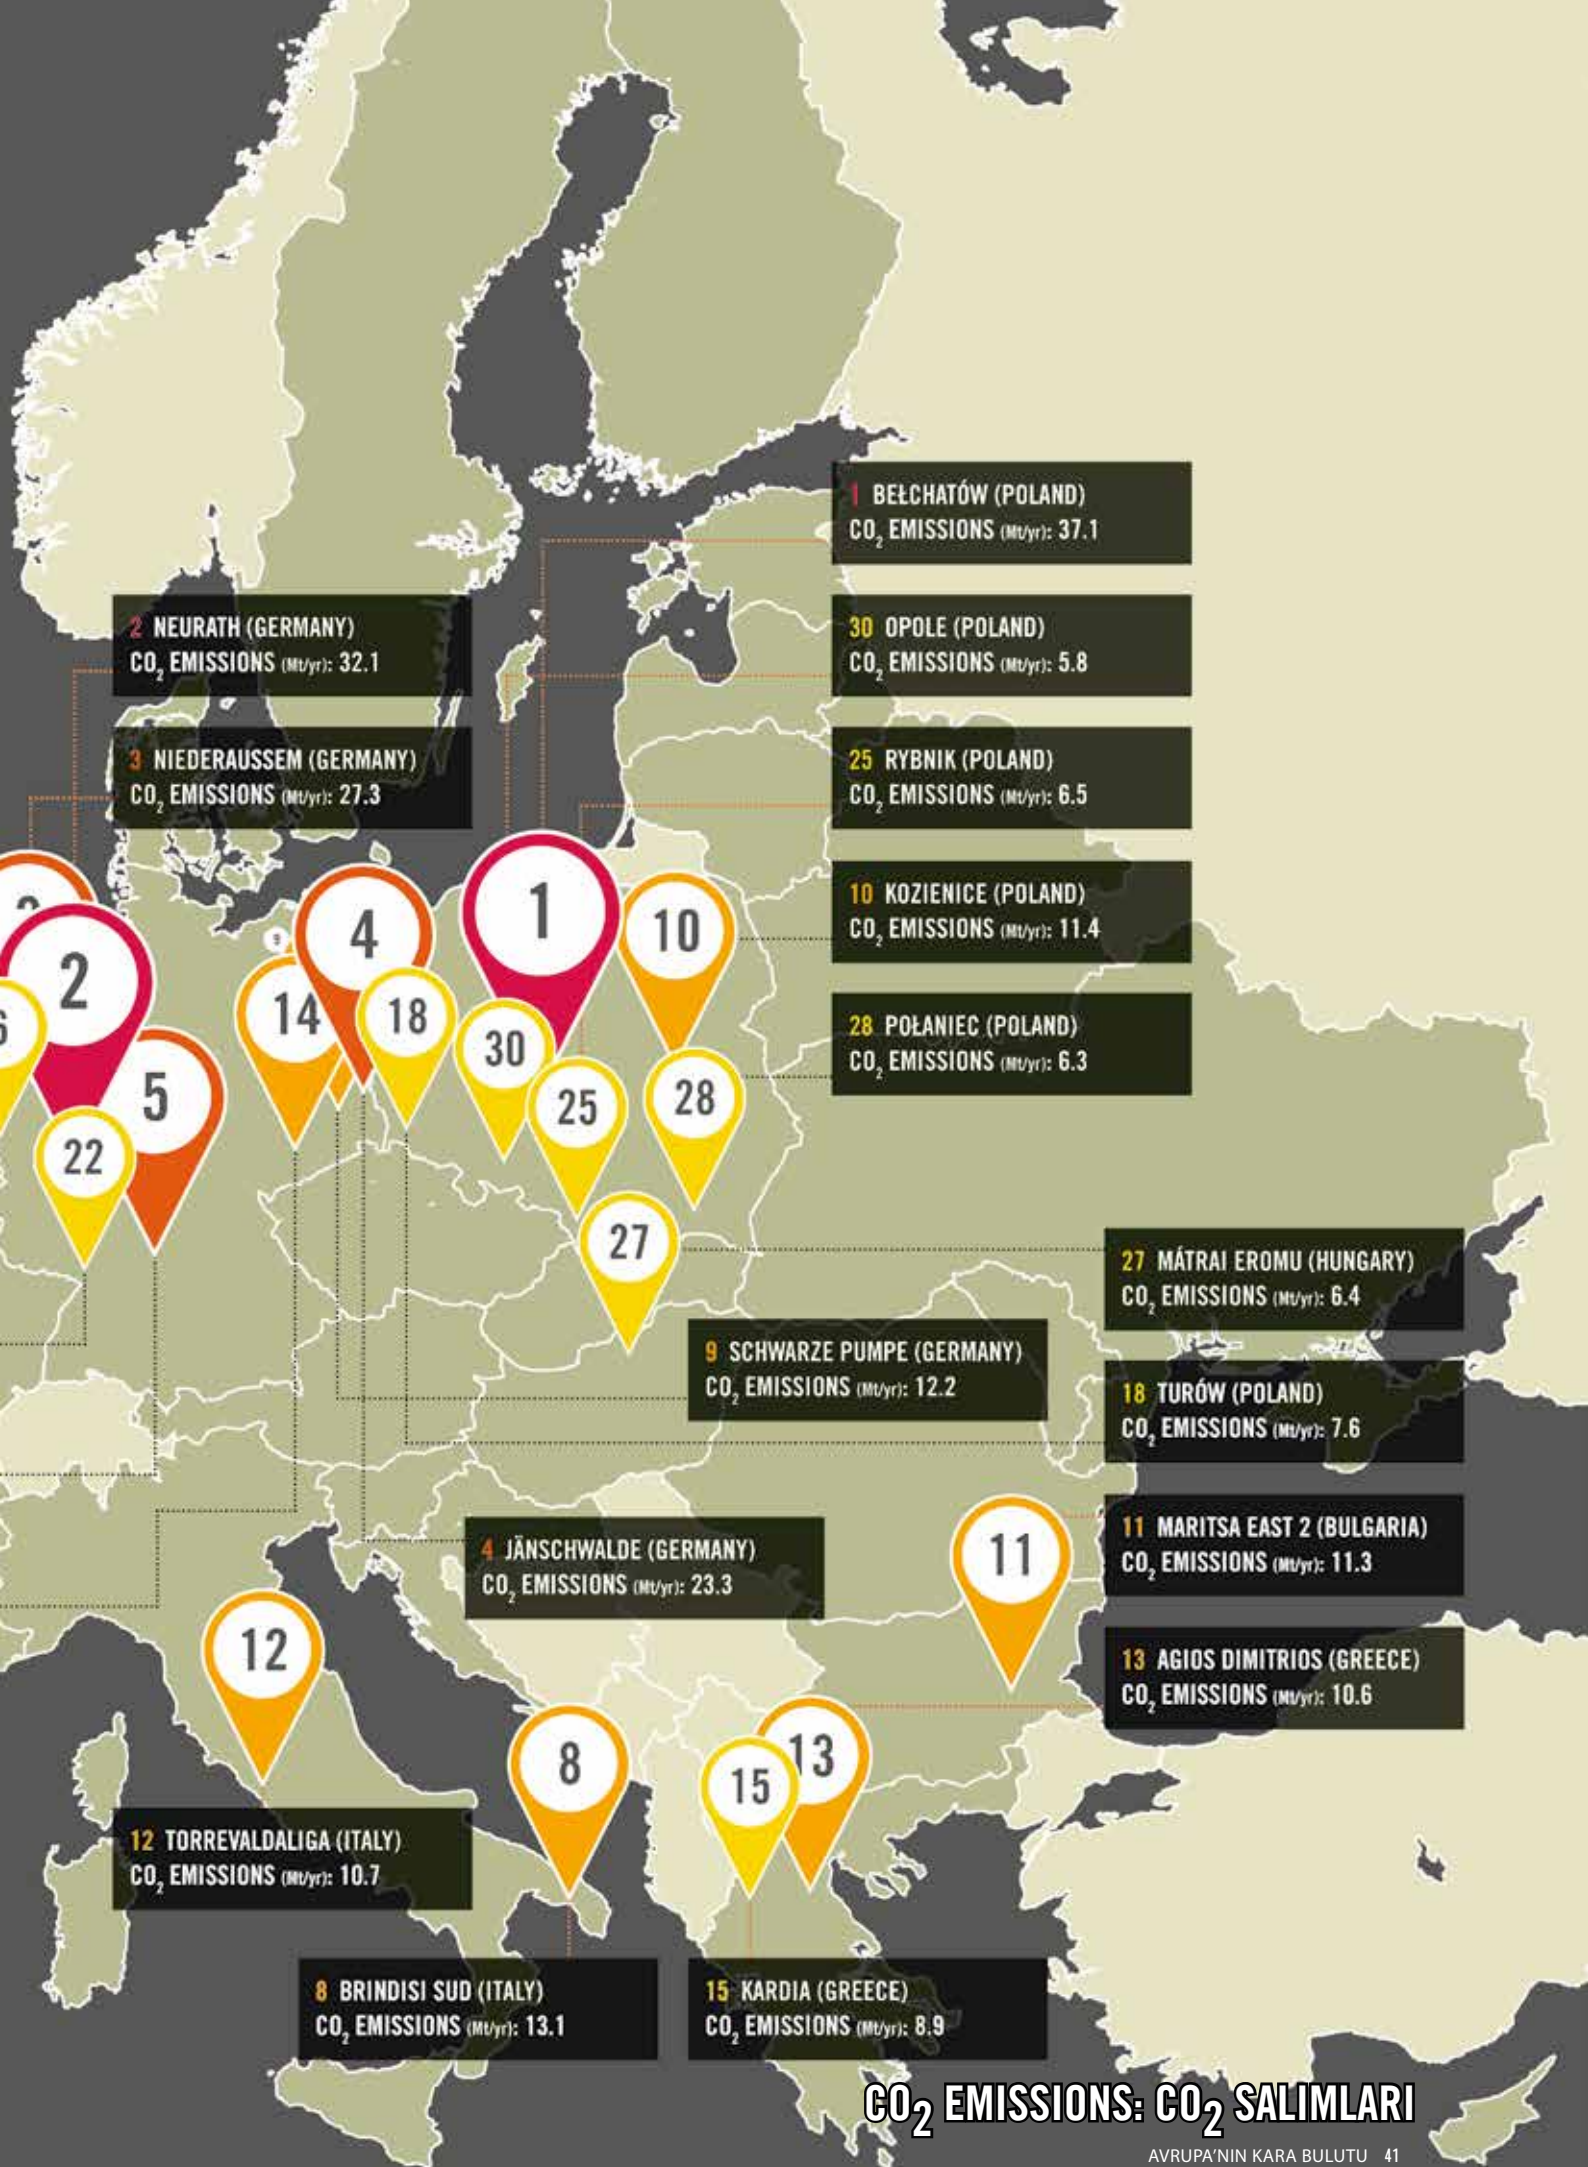 1 BEŁCHATÓW (POLAND)
CO2 EMISSIONS (Mt/yr): 37.1
2 NEURATH (GERMANY)
CO2 EMISSIONS (Mt/yr): 32.1
30 OPOLE (POLAND)
CO2 EMISSIONS (Mt/yr): 5.8
3 NIEDERAUSSEM (GERMANY)
CO2 EMISSIONS (Mt/yr): 27.3
25 RYBNIK (POLAND)
CO2 EMISSIONS (Mt/yr): 6.5
10 KOZIENICE (POLAND)
CO2 EMISSIONS (Mt/yr): 11.4
28 POŁANIEC (POLAND)
CO2 EMISSIONS (Mt/yr): 6.3
1
4
10
9
2
14
18
30
5
25
28
22
27
27 MÁTRAI EROMU (HUNGARY)
CO2 EMISSIONS (Mt/yr): 6.4
9 SCHWARZE PUMPE (GERMANY)
CO2 EMISSIONS (Mt/yr): 12.2
18 TURÓW (POLAND)
CO2 EMISSIONS (Mt/yr): 7.6
11 MARITSA EAST 2 (BULGARIA)
CO2 EMISSIONS (Mt/yr): 11.3
4 JÄNSCHWALDE (GERMANY)
CO2 EMISSIONS (Mt/yr): 23.3
11
12
13 AGIOS DIMITRIOS (GREECE)
CO2 EMISSIONS (Mt/yr): 10.6
8
13
15
12 TORREVALDALIGA (ITALY)
CO2 EMISSIONS (Mt/yr): 10.7
8 BRINDISI SUD (ITALY)
CO2 EMISSIONS (Mt/yr): 13.1
15 KARDIA (GREECE)
CO2 EMISSIONS (Mt/yr): 8.9
CO2 EMISSIONS: CO2 SALIMLARI
AVRUPA'NIN KARA BULUTU 41